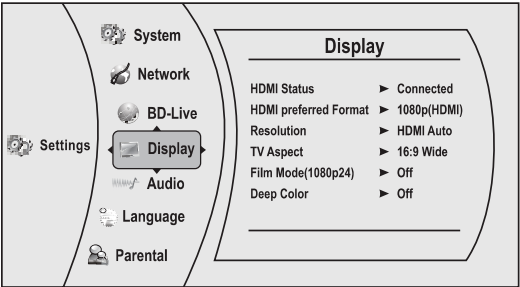 Settings
System
Network
BD-Live
Display
Audio
Language
Parental
Display
HDMI Status ► Connected
HDMI preferred Format ► 1080p(HDMI)
Resolution ► HDMI Auto
TV Aspect ► 16:9 Wide
Film Mode(1080p24) ► Off
Deep Color ► Off